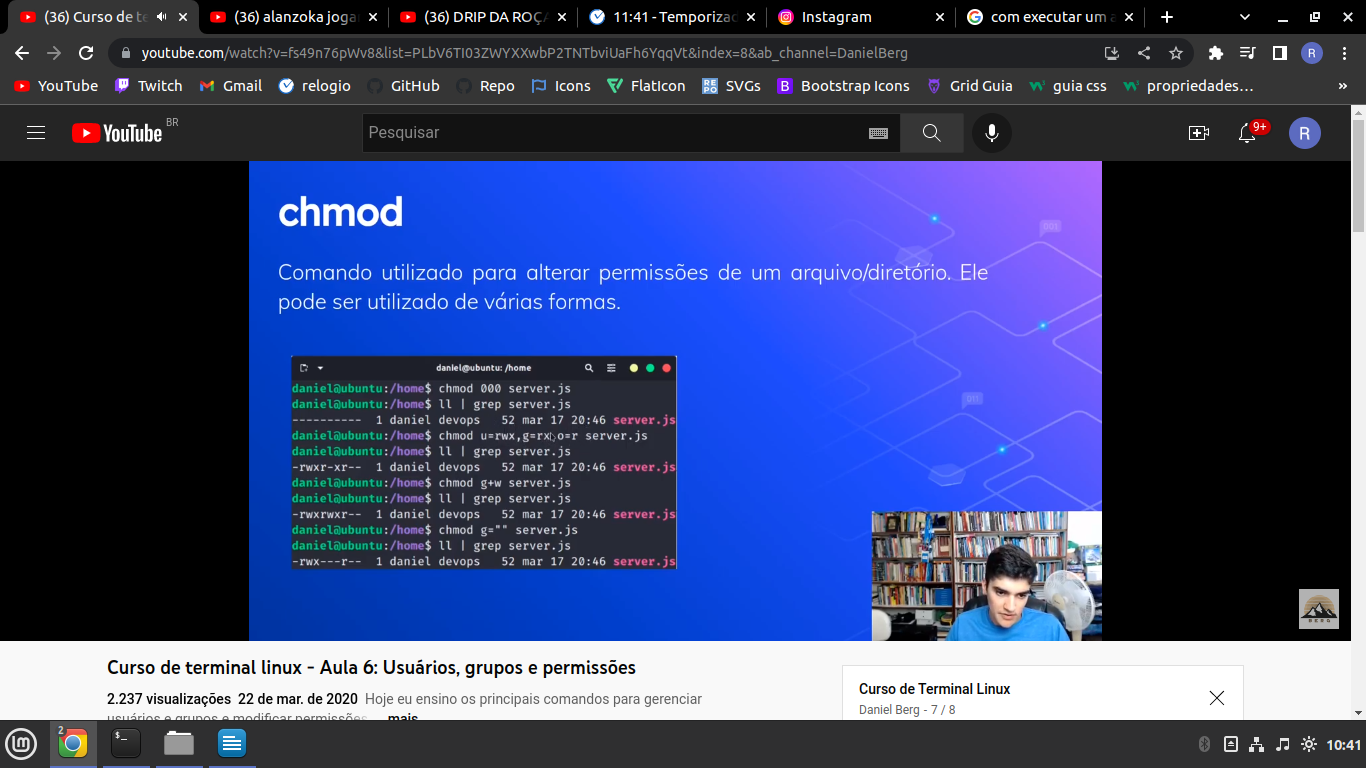 (36) Curso de te
(36) alanzoka joga
(36) DRIP DA ROÇA
11:41 - Temporizad
Instagram
com executar um a
youtube.com/watch?v=fs49n76pWv8&list=PLbV6TI03ZWYXXwbP2TNTbviUaFh6YqqVt&index=8&ab_channel=DanielBerg
R
YouTube
Twitch
Gmail
relogio
GitHub
Repo
Icons
FlatIcon
SVGs
Bootstrap Icons
Grid Guia
guia css
propriedades…
»
YouTube BR
Pesquisar
9+
R
chmod
Comando utilizado para alterar permissões de um arquivo/diretório. Ele
pode ser utilizado de várias formas.
daniel@ubuntu: /home
daniel@ubuntu:/home$ chmod 000 server.js
daniel@ubuntu:/home$ ll | grep server.js
---------- 1 daniel devops 52 mar 17 20:46 server.js
daniel@ubuntu:/home$ chmod u=rwx,g=rx,o=r server.js
daniel@ubuntu:/home$ ll | grep server.js
-rwxr-xr-- 1 daniel devops 52 mar 17 20:46 server.js
daniel@ubuntu:/home$ chmod g+w server.js
daniel@ubuntu:/home$ ll | grep server.js
-rwxrwxr-- 1 daniel devops 52 mar 17 20:46 server.js
daniel@ubuntu:/home$ chmod g="" server.js
daniel@ubuntu:/home$ ll | grep server.js
-rwx---r-- 1 daniel devops 52 mar 17 20:46 server.js
BERG
Curso de terminal linux - Aula 6: Usuários, grupos e permissões
2.237 visualizações 22 de mar. de 2020 Hoje eu ensino os principais comandos para gerenciar
usuários e grupos e modificar permissões ... mais
Curso de Terminal Linux
Daniel Berg - 7 / 8
2
10:41